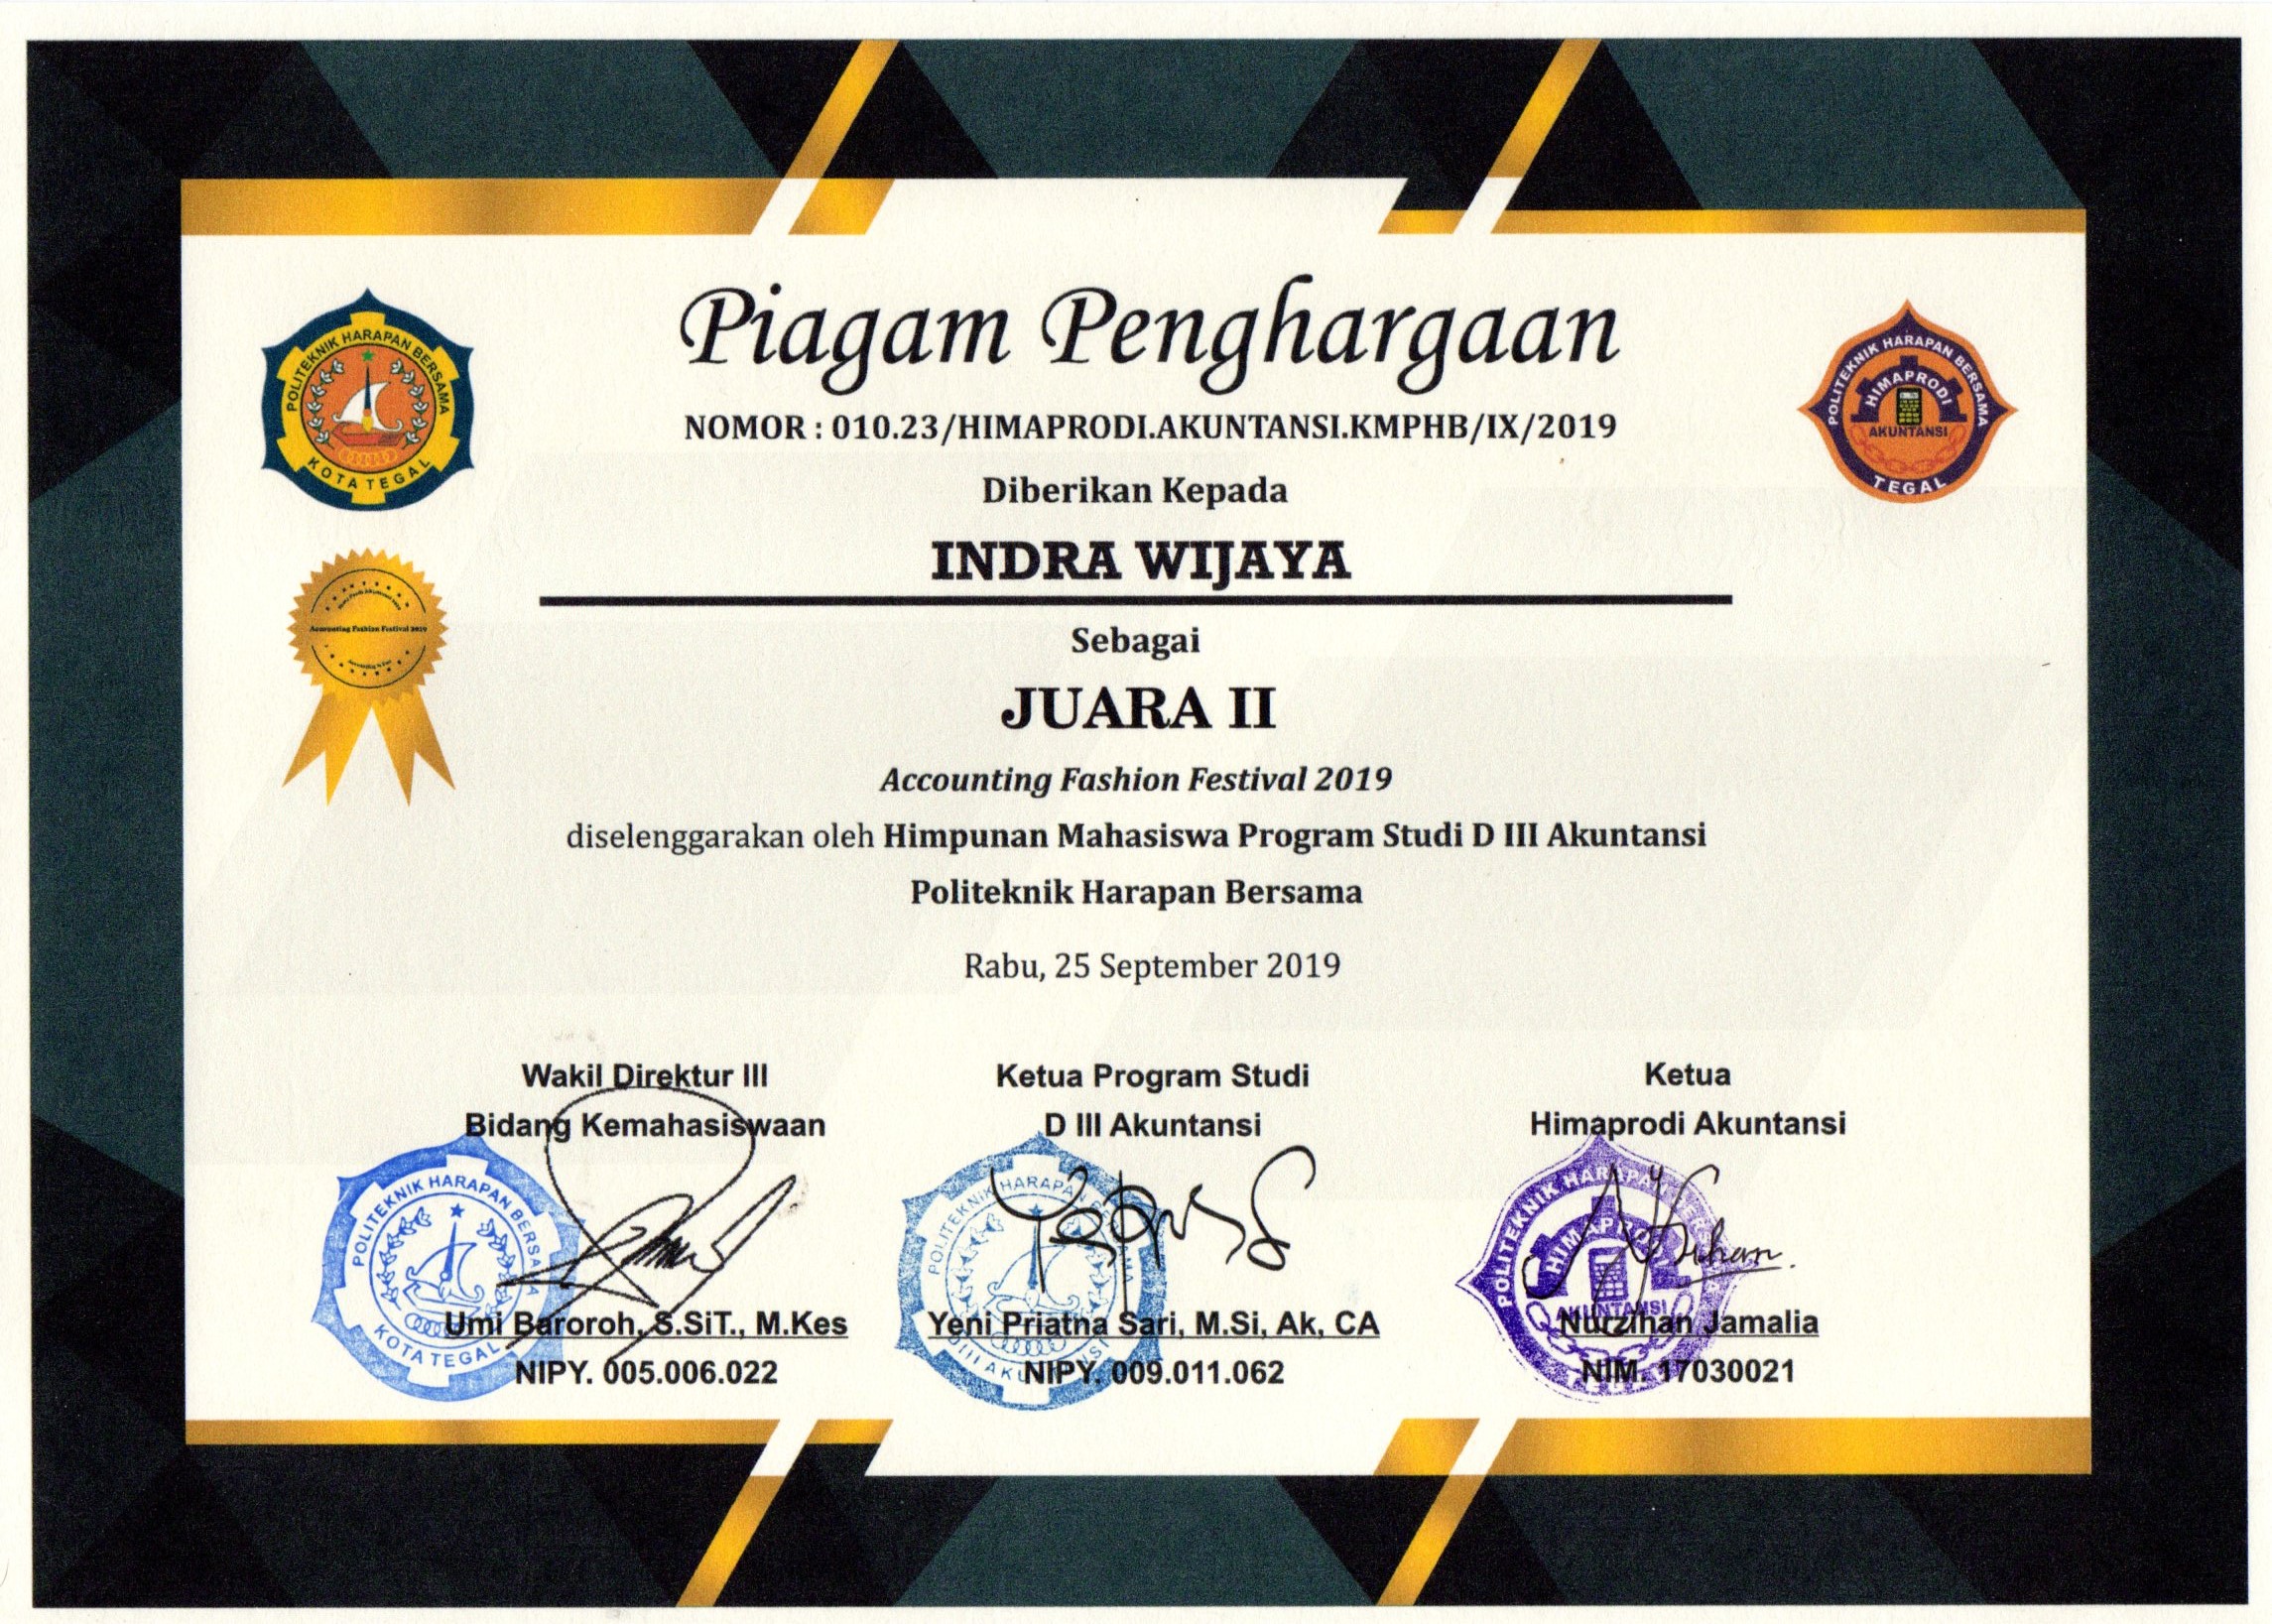 Piagam Penghargaan
NOMOR : 010.23/HIMAPRODI.AKUNTANSI.KMPHB/IX/2019
POLITEKNIK HARAPAN BERSAMA
KOTA TEGAL
POLITEKNIK HARAPAN BERSAMA
HIMAPRODI
AKUNTANSI
TEGAL
Diberikan Kepada
INDRA WIJAYA
Accounting Fashion Festival 2019
Sebagai
JUARA II
Accounting Fashion Festival 2019
diselenggarakan oleh Himpunan Mahasiswa Program Studi D III Akuntansi
Politeknik Harapan Bersama
Rabu, 25 September 2019
Wakil Direktur III
Bidang Kemahasiswaan
POLITEKNIK HARAPAN BERSAMA
KOTA TEGAL
Umi Baroroh, S.SiT., M.Kes
NIPY. 005.006.022
Ketua Program Studi
D III Akuntansi
POLITEKNIK HARAPAN
D III AKUNTANSI
Yeni Priatna Sari, M.Si, Ak, CA
NIPY. 009.011.062
Ketua
Himaprodi Akuntansi
POLITEKNIK HARAPAN BERSAMA
HIMAPRODI
AKUNTANSI
TEGAL
Nurzihan Jamalia
NIM. 17030021